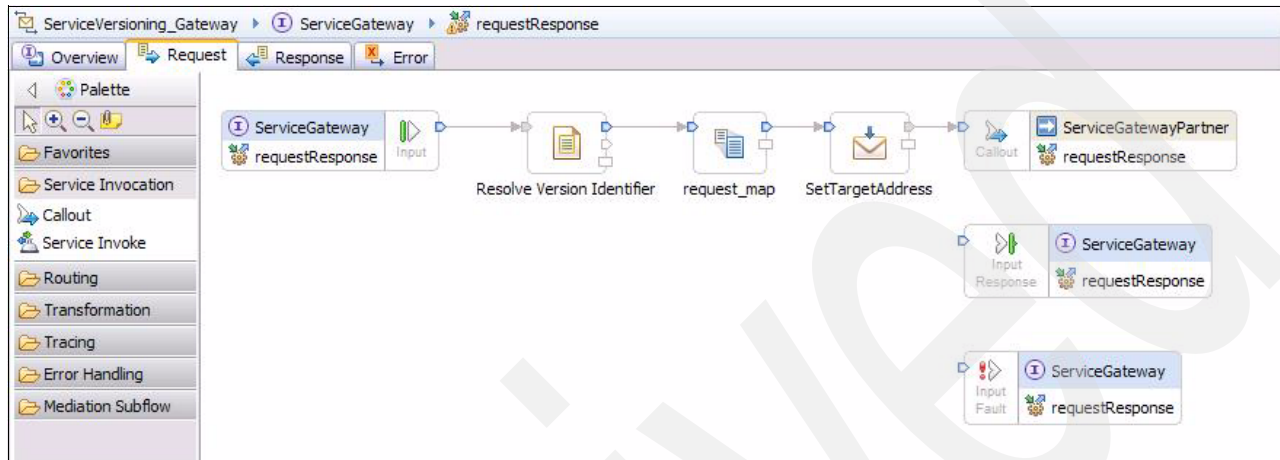 ServiceVersioning_Gateway ServiceGateway requestResponse
Overview Request Response Error
Palette
Favorites
Service Invocation
Callout
Service Invoke
Routing
Transformation
Tracing
Error Handling
Mediation Subflow
ServiceGateway
requestResponse
Input
Resolve Version Identifier
request_map
SetTargetAddress
Callout
ServiceGatewayPartner
requestResponse
Input
Response
ServiceGateway
requestResponse
Input
Fault
ServiceGateway
requestResponse